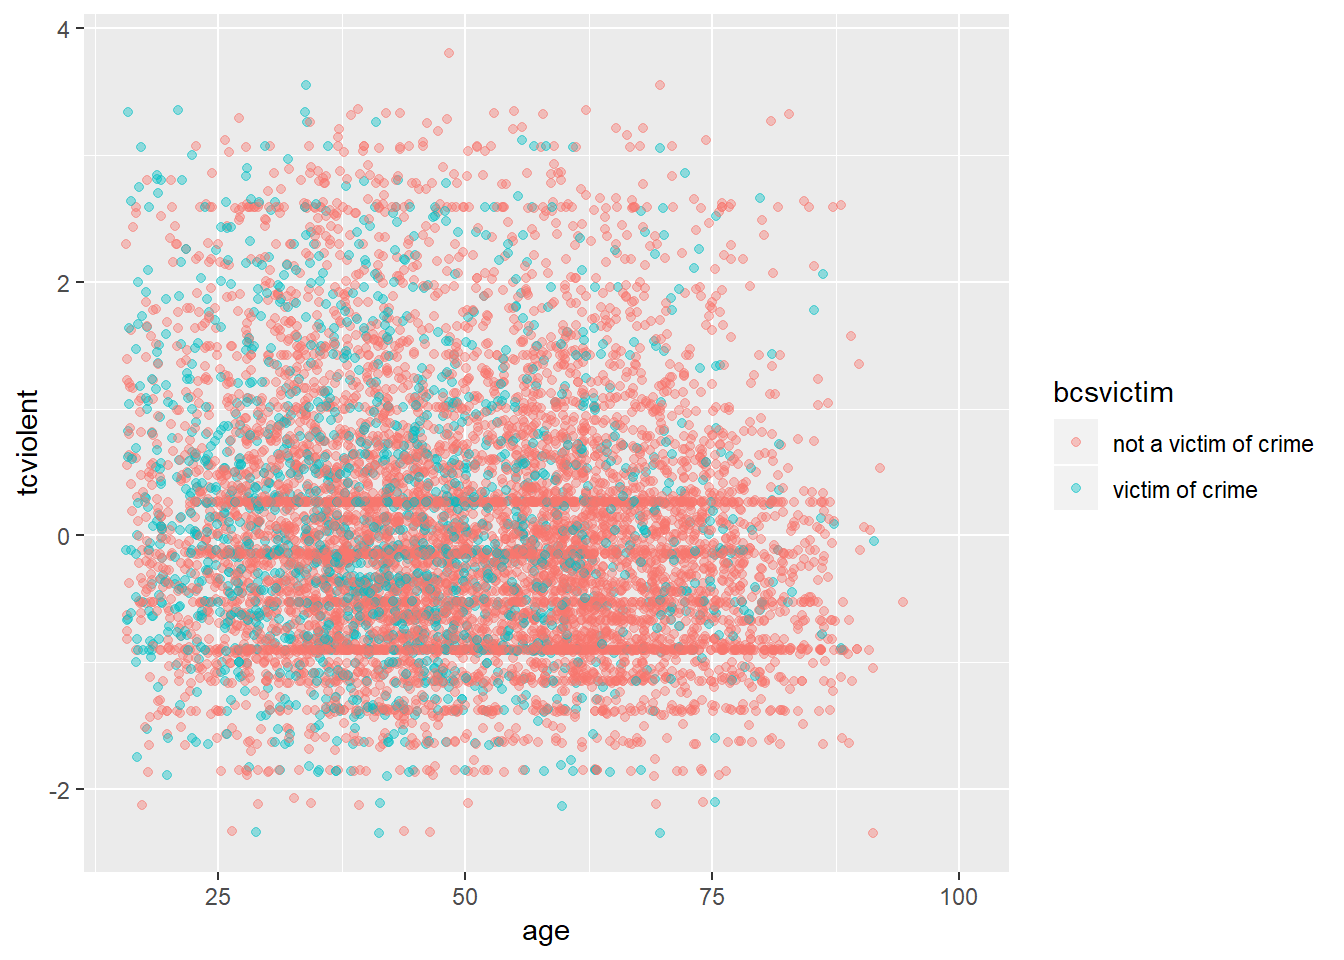 4
2
0
-2
tcviolent
25 50 75 100
age
bcsvictim
not a victim of crime
victim of crime